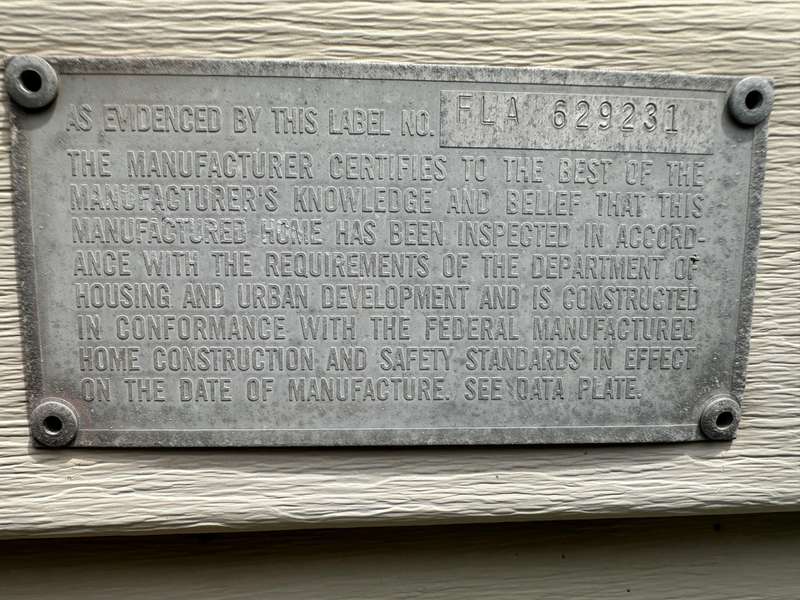 AS EVIDENCED BY THIS LABEL NO. FLA 629231
THE MANUFACTURER CERTIFIES TO THE BEST OF THE
MANUFACTURER'S KNOWLEDGE AND BELIEF THAT THIS
MANUFACTURED HOME HAS BEEN INSPECTED IN ACCORD-
ANCE WITH THE REQUIREMENTS OF THE DEPARTMENT OF
HOUSING AND URBAN DEVELOPMENT AND IS CONSTRUCTED
IN CONFORMANCE WITH THE FEDERAL MANUFACTURED
HOME CONSTRUCTION AND SAFETY STANDARDS IN EFFECT
ON THE DATE OF MANUFACTURE. SEE DATA PLATE.